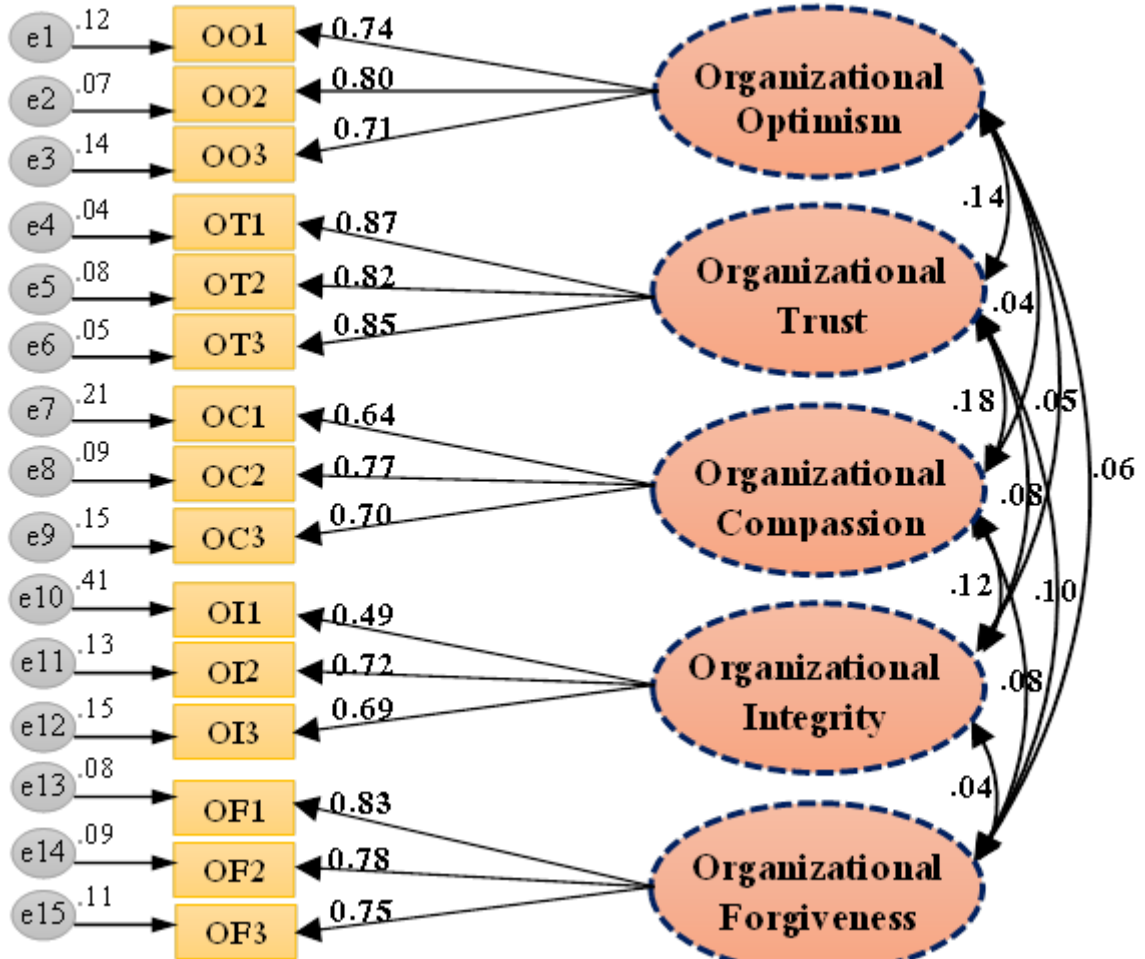 e1 .12 OO1 0.74
e2 .07 OO2 0.80
e3 .14 OO3 0.71
Organizational
Optimism
e4 .04 OT1 0.87
e5 .08 OT2 0.82
e6 .05 OT3 0.85
Organizational
Trust
e7 .21 OC1 0.64
e8 .09 OC2 0.77
e9 .15 OC3 0.70
Organizational
Compassion
e10 .41 OI1 0.49
e11 .13 OI2 0.72
e12 .15 OI3 0.69
Organizational
Integrity
e13 .08 OF1 0.83
e14 .09 OF2 0.78
e15 .11 OF3 0.75
Organizational
Forgiveness
.14
.04
.18 .05
.06
.08
.12 .10
.08
.04